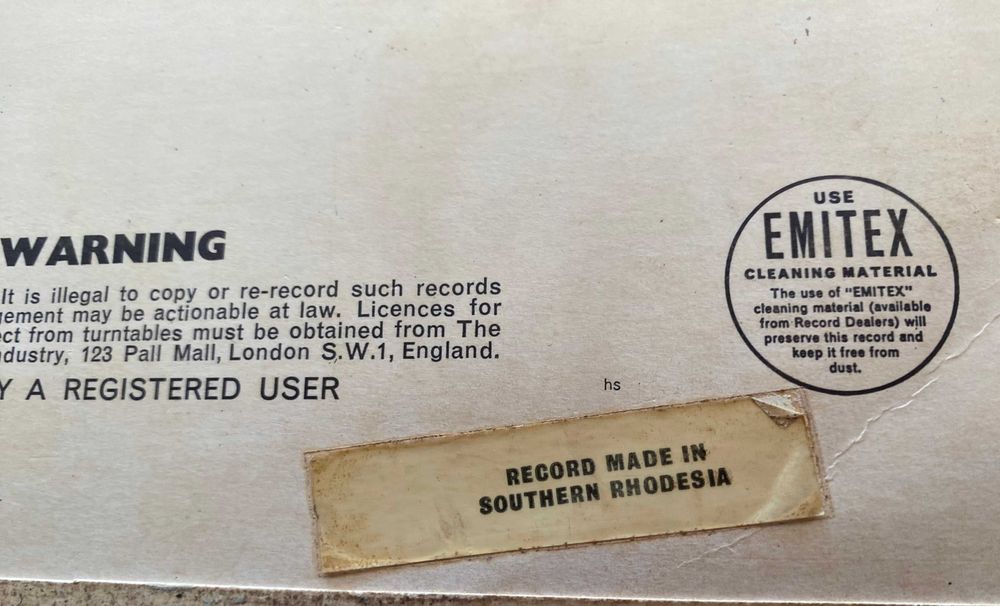 WARNING
It is illegal to copy or re-record such records
gement may be actionable at law. Licences for
ect from turntables must be obtained from The
dustry, 123 Pall Mall, London S.W.1, England.
Y A REGISTERED USER
hs
USE
EMITEX
CLEANING MATERIAL
The use of "EMITEX"
cleaning material (available
from Record Dealers) will
preserve this record and
keep it free from
dust.
RECORD MADE IN
SOUTHERN RHODESIA